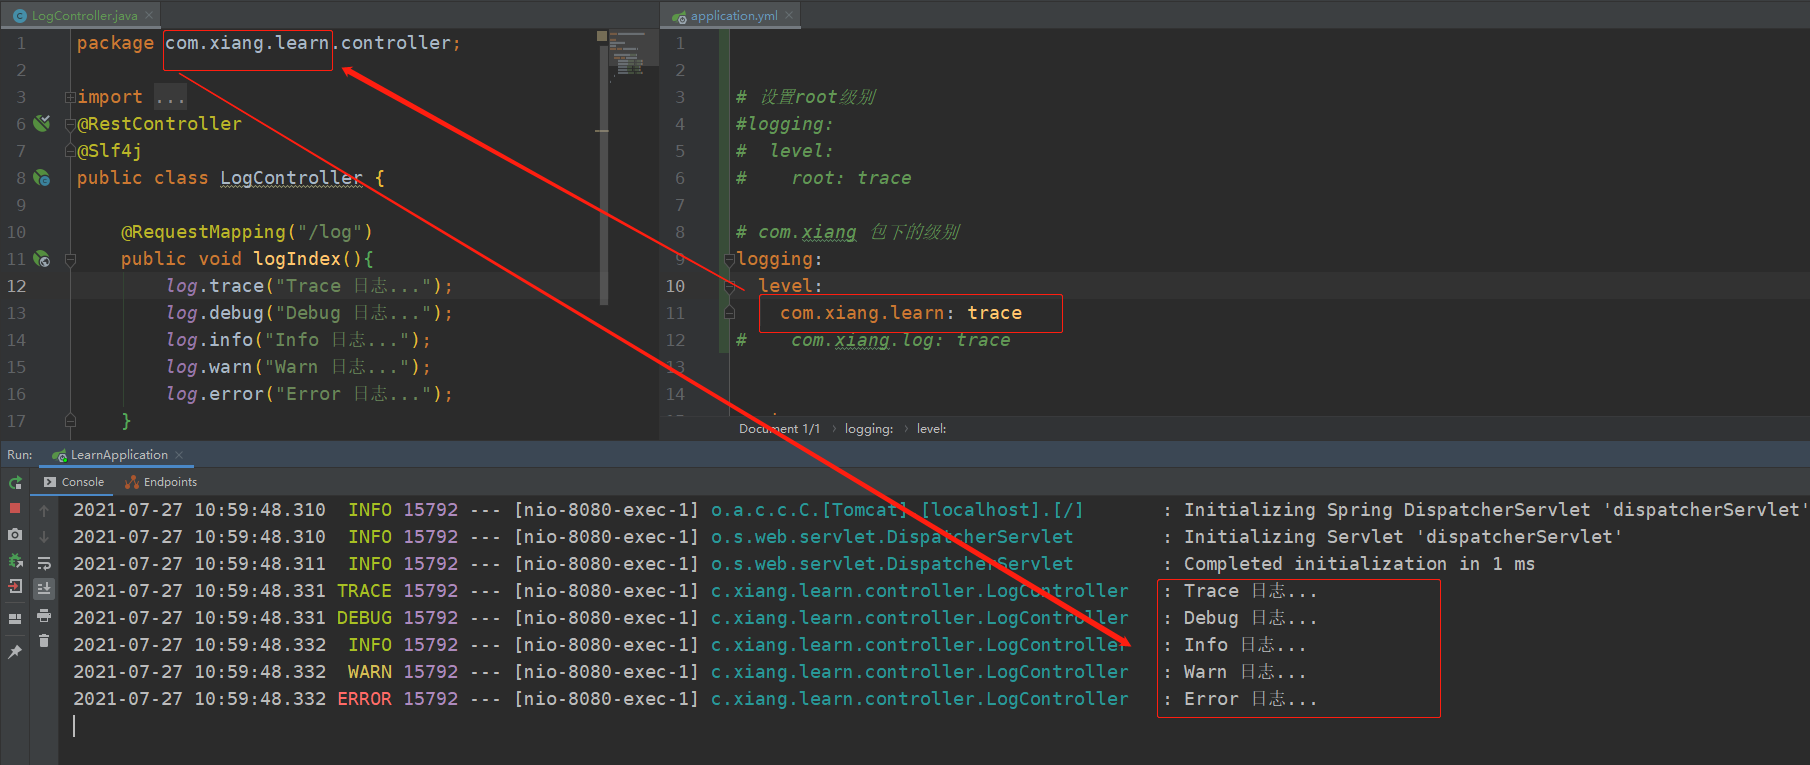 LogController.java
1 package com.xiang.learn.controller;
2
3 import ...
6 @RestController
7 @Slf4j
8 public class LogController {
9
10 @RequestMapping("/log")
11 public void logIndex(){
12 log.trace("Trace 日志...");
13 log.debug("Debug 日志...");
14 log.info("Info 日志...");
15 log.warn("Warn 日志...");
16 log.error("Error 日志...");
17 }
application.yml
1
2
3 # 设置root级别
4 #logging:
5 #  level:
6 #    root: trace
7
8 # com.xiang 包下的级别
9 logging:
10 level:
11 com.xiang.learn: trace
12 #    com.xiang.log: trace
13
14
Document 1/1 › logging: › level:
Run: LearnApplication
Console Endpoints
2021-07-27 10:59:48.310  INFO 15792 --- [nio-8080-exec-1] o.a.c.c.C.[Tomcat].[localhost].[/]       : Initializing Spring DispatcherServlet 'dispatcherServlet'
2021-07-27 10:59:48.310  INFO 15792 --- [nio-8080-exec-1] o.s.web.servlet.DispatcherServlet        : Initializing Servlet 'dispatcherServlet'
2021-07-27 10:59:48.311  INFO 15792 --- [nio-8080-exec-1] o.s.web.servlet.DispatcherServlet        : Completed initialization in 1 ms
2021-07-27 10:59:48.331 TRACE 15792 --- [nio-8080-exec-1] c.xiang.learn.controller.LogController   : Trace 日志...
2021-07-27 10:59:48.331 DEBUG 15792 --- [nio-8080-exec-1] c.xiang.learn.controller.LogController   : Debug 日志...
2021-07-27 10:59:48.332  INFO 15792 --- [nio-8080-exec-1] c.xiang.learn.controller.LogController   : Info 日志...
2021-07-27 10:59:48.332  WARN 15792 --- [nio-8080-exec-1] c.xiang.learn.controller.LogController   : Warn 日志...
2021-07-27 10:59:48.332 ERROR 15792 --- [nio-8080-exec-1] c.xiang.learn.controller.LogController   : Error 日志...